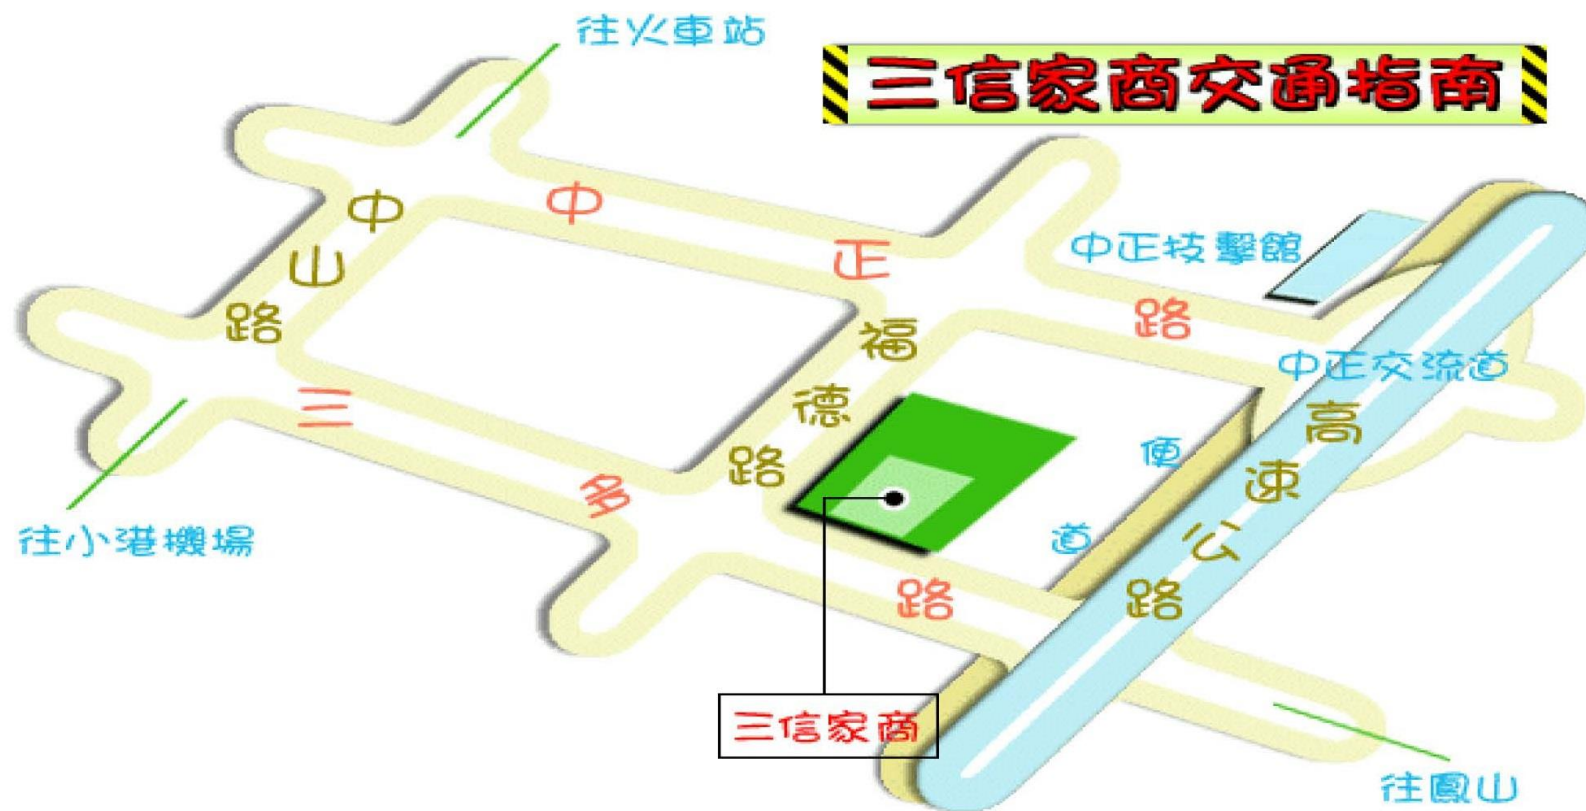 往火車站
三信家商交通指南
中正路
中山路
中正技擊館
福德路
中正交流道
三多路
便道
高速公路
往小港機場
三信家商
往鳳山